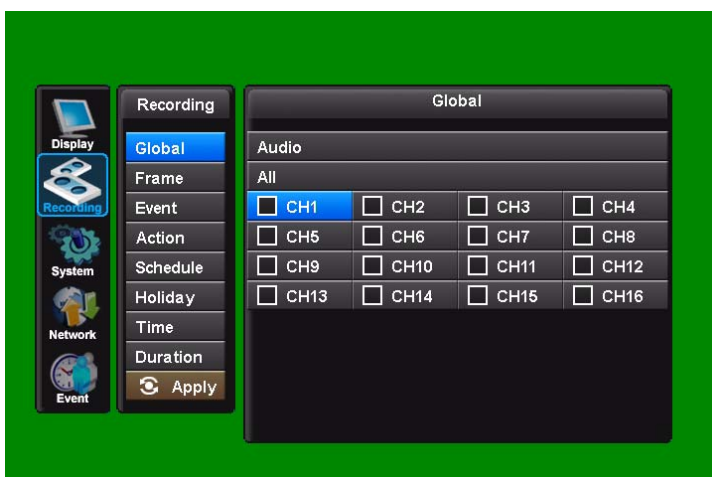 Display
Recording
System
Network
Event
Recording
Global
Frame
Event
Action
Schedule
Holiday
Time
Duration
Apply
Global
Audio
All
CH1 CH2 CH3 CH4
CH5 CH6 CH7 CH8
CH9 CH10 CH11 CH12
CH13 CH14 CH15 CH16